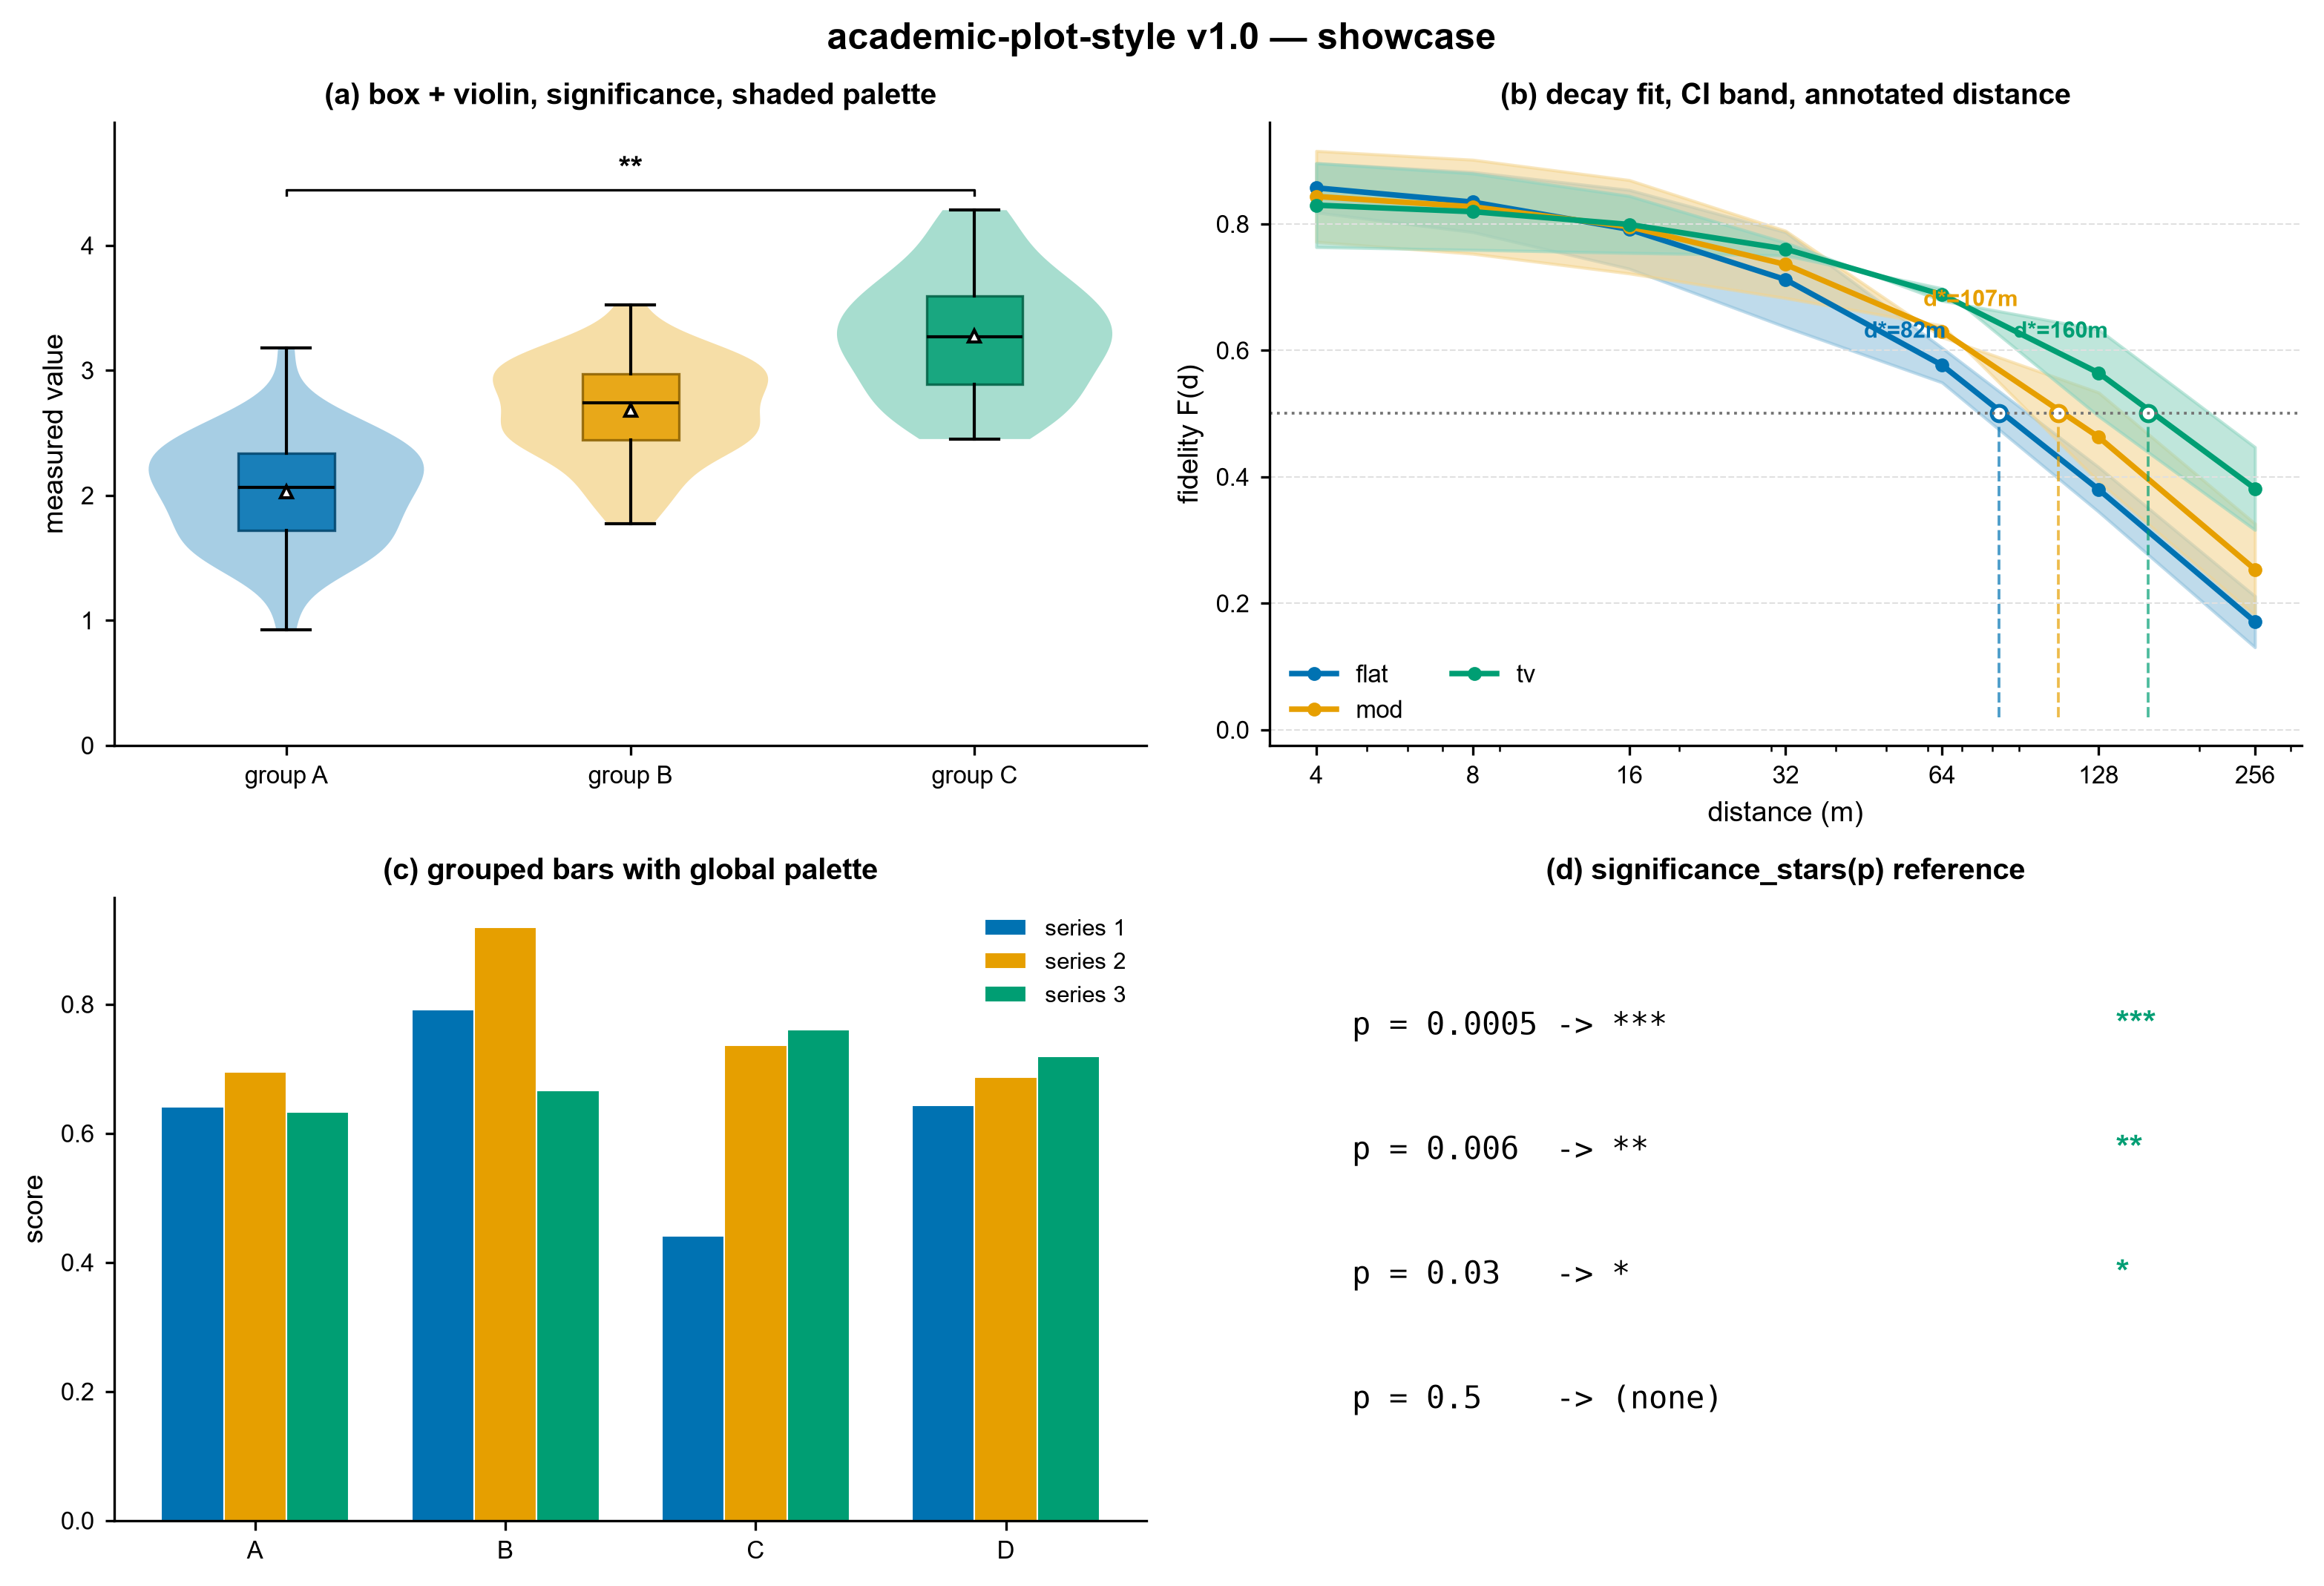 academic-plot-style v1.0 — showcase
(a) box + violin, significance, shaded palette
**
measured value
4
3
2
1
0
group A
group B
group C
(b) decay fit, CI band, annotated distance
fidelity F(d)
0.8
0.6
0.4
0.2
0.0
d*=107m
d*=82m
d*=160m
flat
tv
mod
4
8
16
32
64
128
256
distance (m)
(c) grouped bars with global palette
series 1
series 2
series 3
score
0.8
0.6
0.4
0.2
0.0
A
B
C
D
(d) significance_stars(p) reference
p = 0.0005 -> *** ***
p = 0.006 -> ** **
p = 0.03 -> * *
p = 0.5 -> (none)